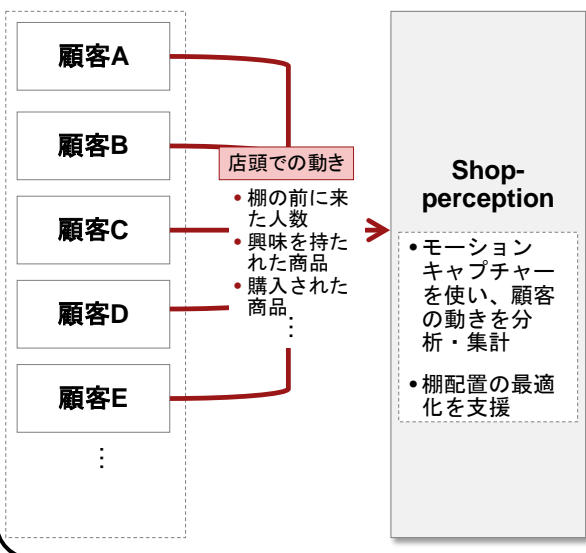 顧客A
顧客B
顧客C
顧客D
顧客E
⋮
店頭での動き
• 棚の前に来
た人数
• 興味を持た
れた商品
• 購入された
商品
⋮
Shop-
perception
•モーション
キャプチャー
を使い、顧客
の動きを分
析・集計
•棚配置の最適
化を支援